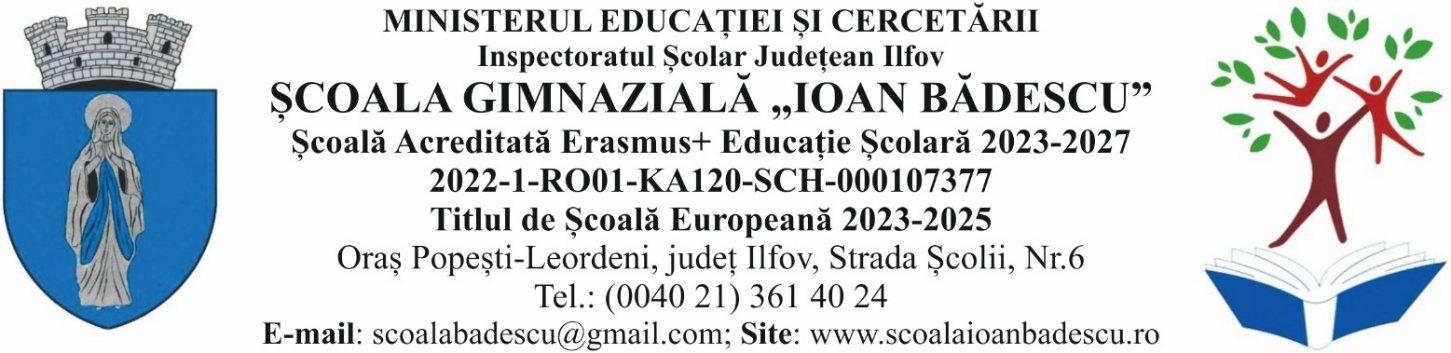 MINISTERUL EDUCAȚIEI ȘI CERCETĂRII
Inspectoratul Școlar Județean Ilfov
ȘCOALA GIMNAZIALĂ „IOAN BĂDESCU”
Școală Acreditată Erasmus+ Educație Școlară 2023-2027
2022-1-RO01-KA120-SCH-000107377
Titlul de Școală Europeană 2023-2025
Oraș Popești-Leordeni, județ Ilfov, Strada Școlii, Nr.6
Tel.: (0040 21) 361 40 24
E-mail: scoalabadescu@gmail.com; Site: www.scoalaioanbadescu.ro